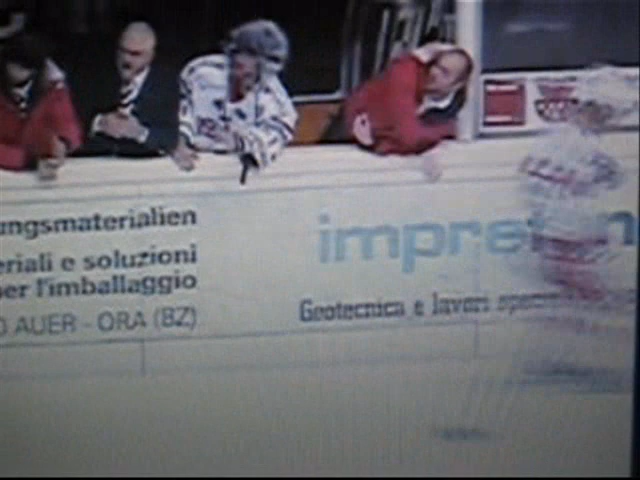 ungsmaterialien
eriali e soluzioni
per l'imballaggio
AUER - ORA (BZ)
impre
Geotecnica e lavori